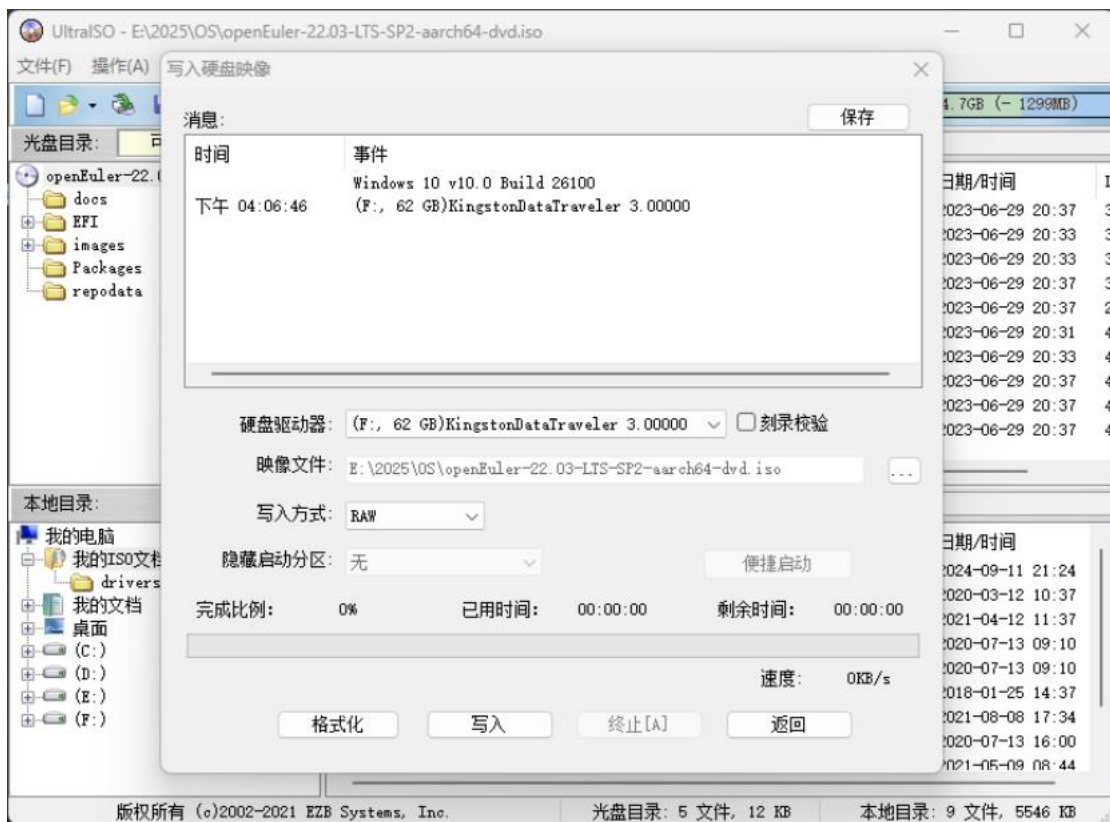 UltraISO - E:\2025\OS\openEuler-22.03-LTS-SP2-aarch64-dvd.iso
文件(F) 操作(A)
写入硬盘映像
消息:
保存
4.7GB (- 1299MB)
光盘目录:
时间 事件
Windows 10 v10.0 Build 26100
下午 04:06:46 (F:, 62 GB)KingstonDataTraveler 3.00000
openEuler-22.
docs
EFI
images
Packages
repodata
日期/时间
2023-06-29 20:37
2023-06-29 20:33
2023-06-29 20:33
2023-06-29 20:37
2023-06-29 20:37
2023-06-29 20:31
2023-06-29 20:33
2023-06-29 20:37
2023-06-29 20:37
2023-06-29 20:37
硬盘驱动器: (F:, 62 GB)KingstonDataTraveler 3.00000 刻录校验
映像文件: E:\2025\OS\openEuler-22.03-LTS-SP2-aarch64-dvd.iso ...
写入方式: RAW
隐藏启动分区: 无 便捷启动
完成比例: 0% 已用时间: 00:00:00 剩余时间: 00:00:00
速度: 0KB/s
格式化 写入 终止[A] 返回
本地目录:
我的电脑
我的ISO文档
drivers
我的文档
桌面
(C:)
(D:)
(E:)
(F:)
日期/时间
2024-09-11 21:24
2020-03-12 10:37
2021-04-12 11:37
2020-07-13 09:10
2020-07-13 09:10
2018-01-25 14:37
2021-08-08 17:34
2020-07-13 16:00
2021-05-09 08:44
版权所有 (c)2002-2021 EZB Systems, Inc. 光盘目录: 5 文件, 12 KB 本地目录: 9 文件, 5546 KB